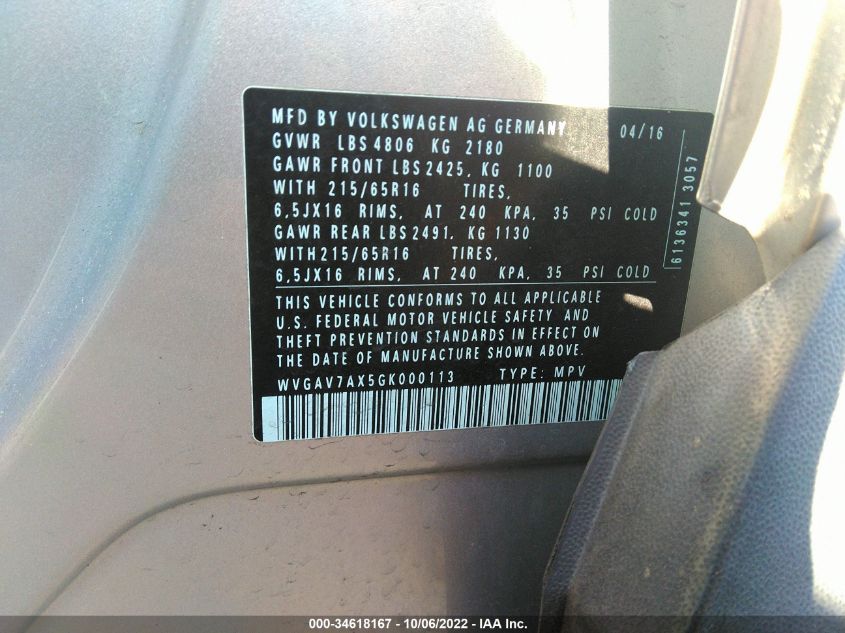 MFD BY VOLKSWAGEN AG GERMANY 04/16
GVWR LBS 4806 KG 2180
GAWR FRONT LBS 2425, KG 1100
WITH 215/65R16 TIRES,
6,5JX16 RIMS, AT 240 KPA, 35 PSI COLD
GAWR REAR LBS 2491, KG 1130
WITH 215/65R16 TIRES,
6,5JX16 RIMS, AT 240 KPA, 35 PSI COLD
THIS VEHICLE CONFORMS TO ALL APPLICABLE
U.S. FEDERAL MOTOR VEHICLE SAFETY AND
THEFT PREVENTION STANDARDS IN EFFECT ON
THE DATE OF MANUFACTURE SHOWN ABOVE.
WVGAV7AX5GK000113 TYPE: MPV
6136341 3057
000-34618167 - 10/06/2022 - IAA Inc.